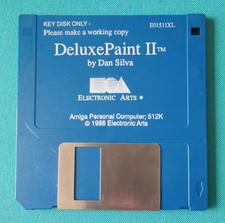 KEY DISK ONLY - E01511XL
Please make a working copy
DeluxePaint II™
by Dan Silva
ELECTRONIC ARTS®
Amiga Personal Computer; 512K
© 1986 Electronic Arts